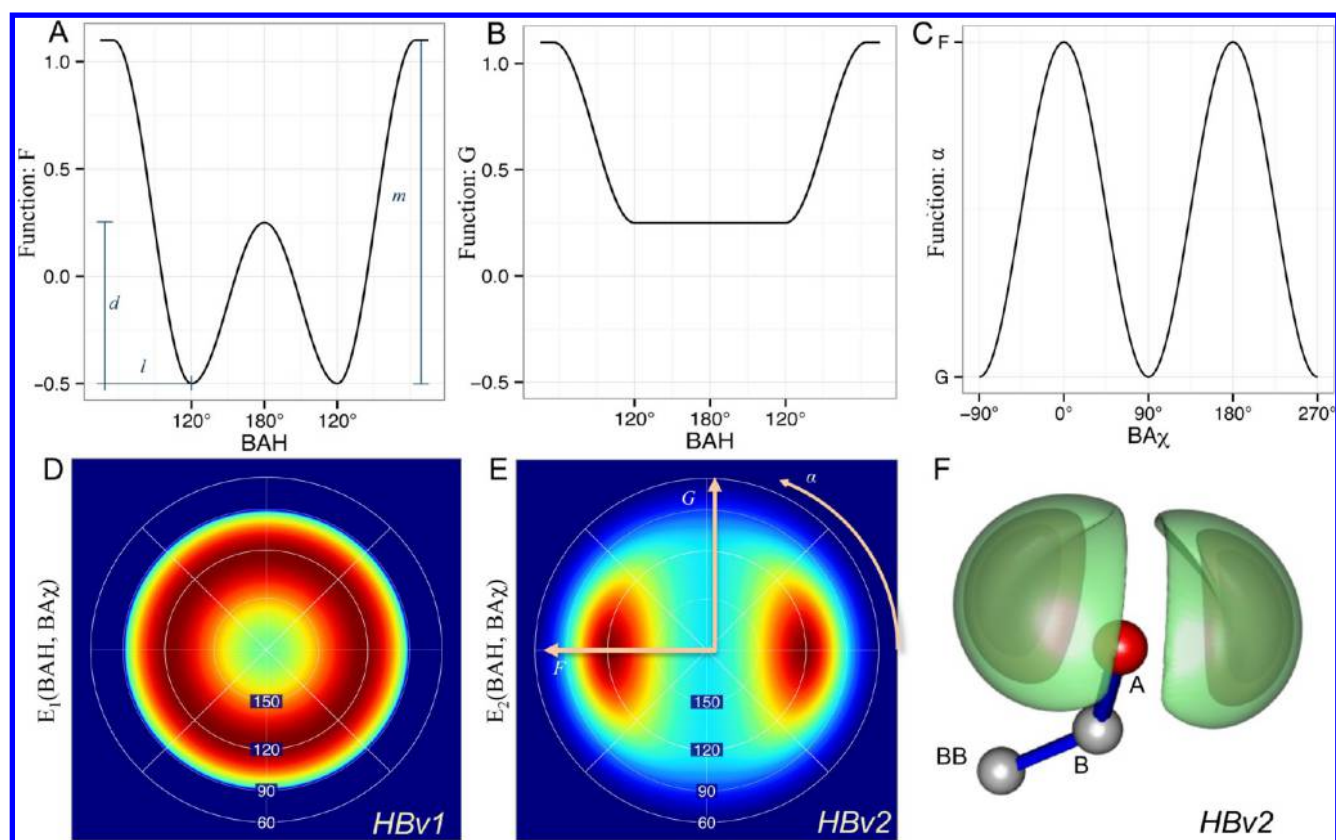 A
Function: F
1.0
0.5
0.0
−0.5
d
l
m
120°
180°
120°
BAH
B
Function: G
1.0
0.5
0.0
−0.5
120°
180°
120°
BAH
C
Function: α
F
G
−90°
0°
90°
180°
270°
BAχ
D
E₁(BAH, BAχ)
150
120
90
60
HBv1
E
E₂(BAH, BAχ)
G
α
F
150
120
90
60
HBv2
F
A
BB
B
HBv2